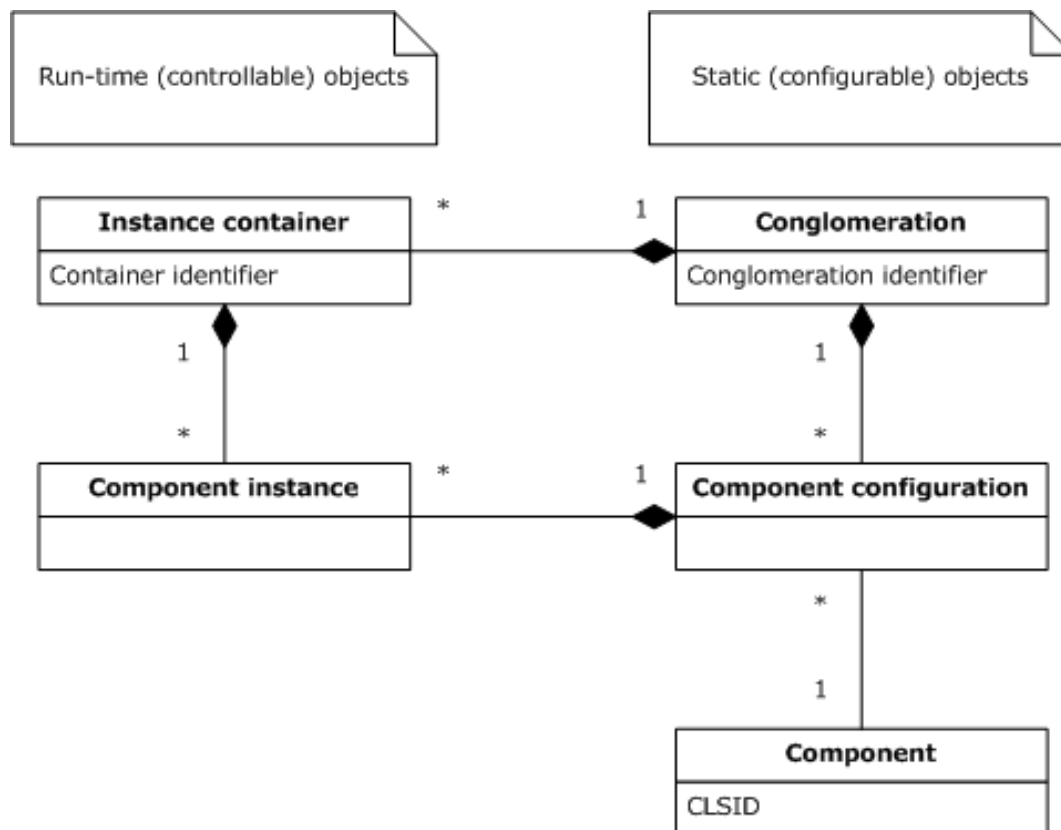 Run-time (controllable) objects
Static (configurable) objects
Instance container
Container identifier
*
1
Conglomeration
Conglomeration identifier
1
*
1
*
Component instance
*
1
Component configuration
*
1
Component
CLSID